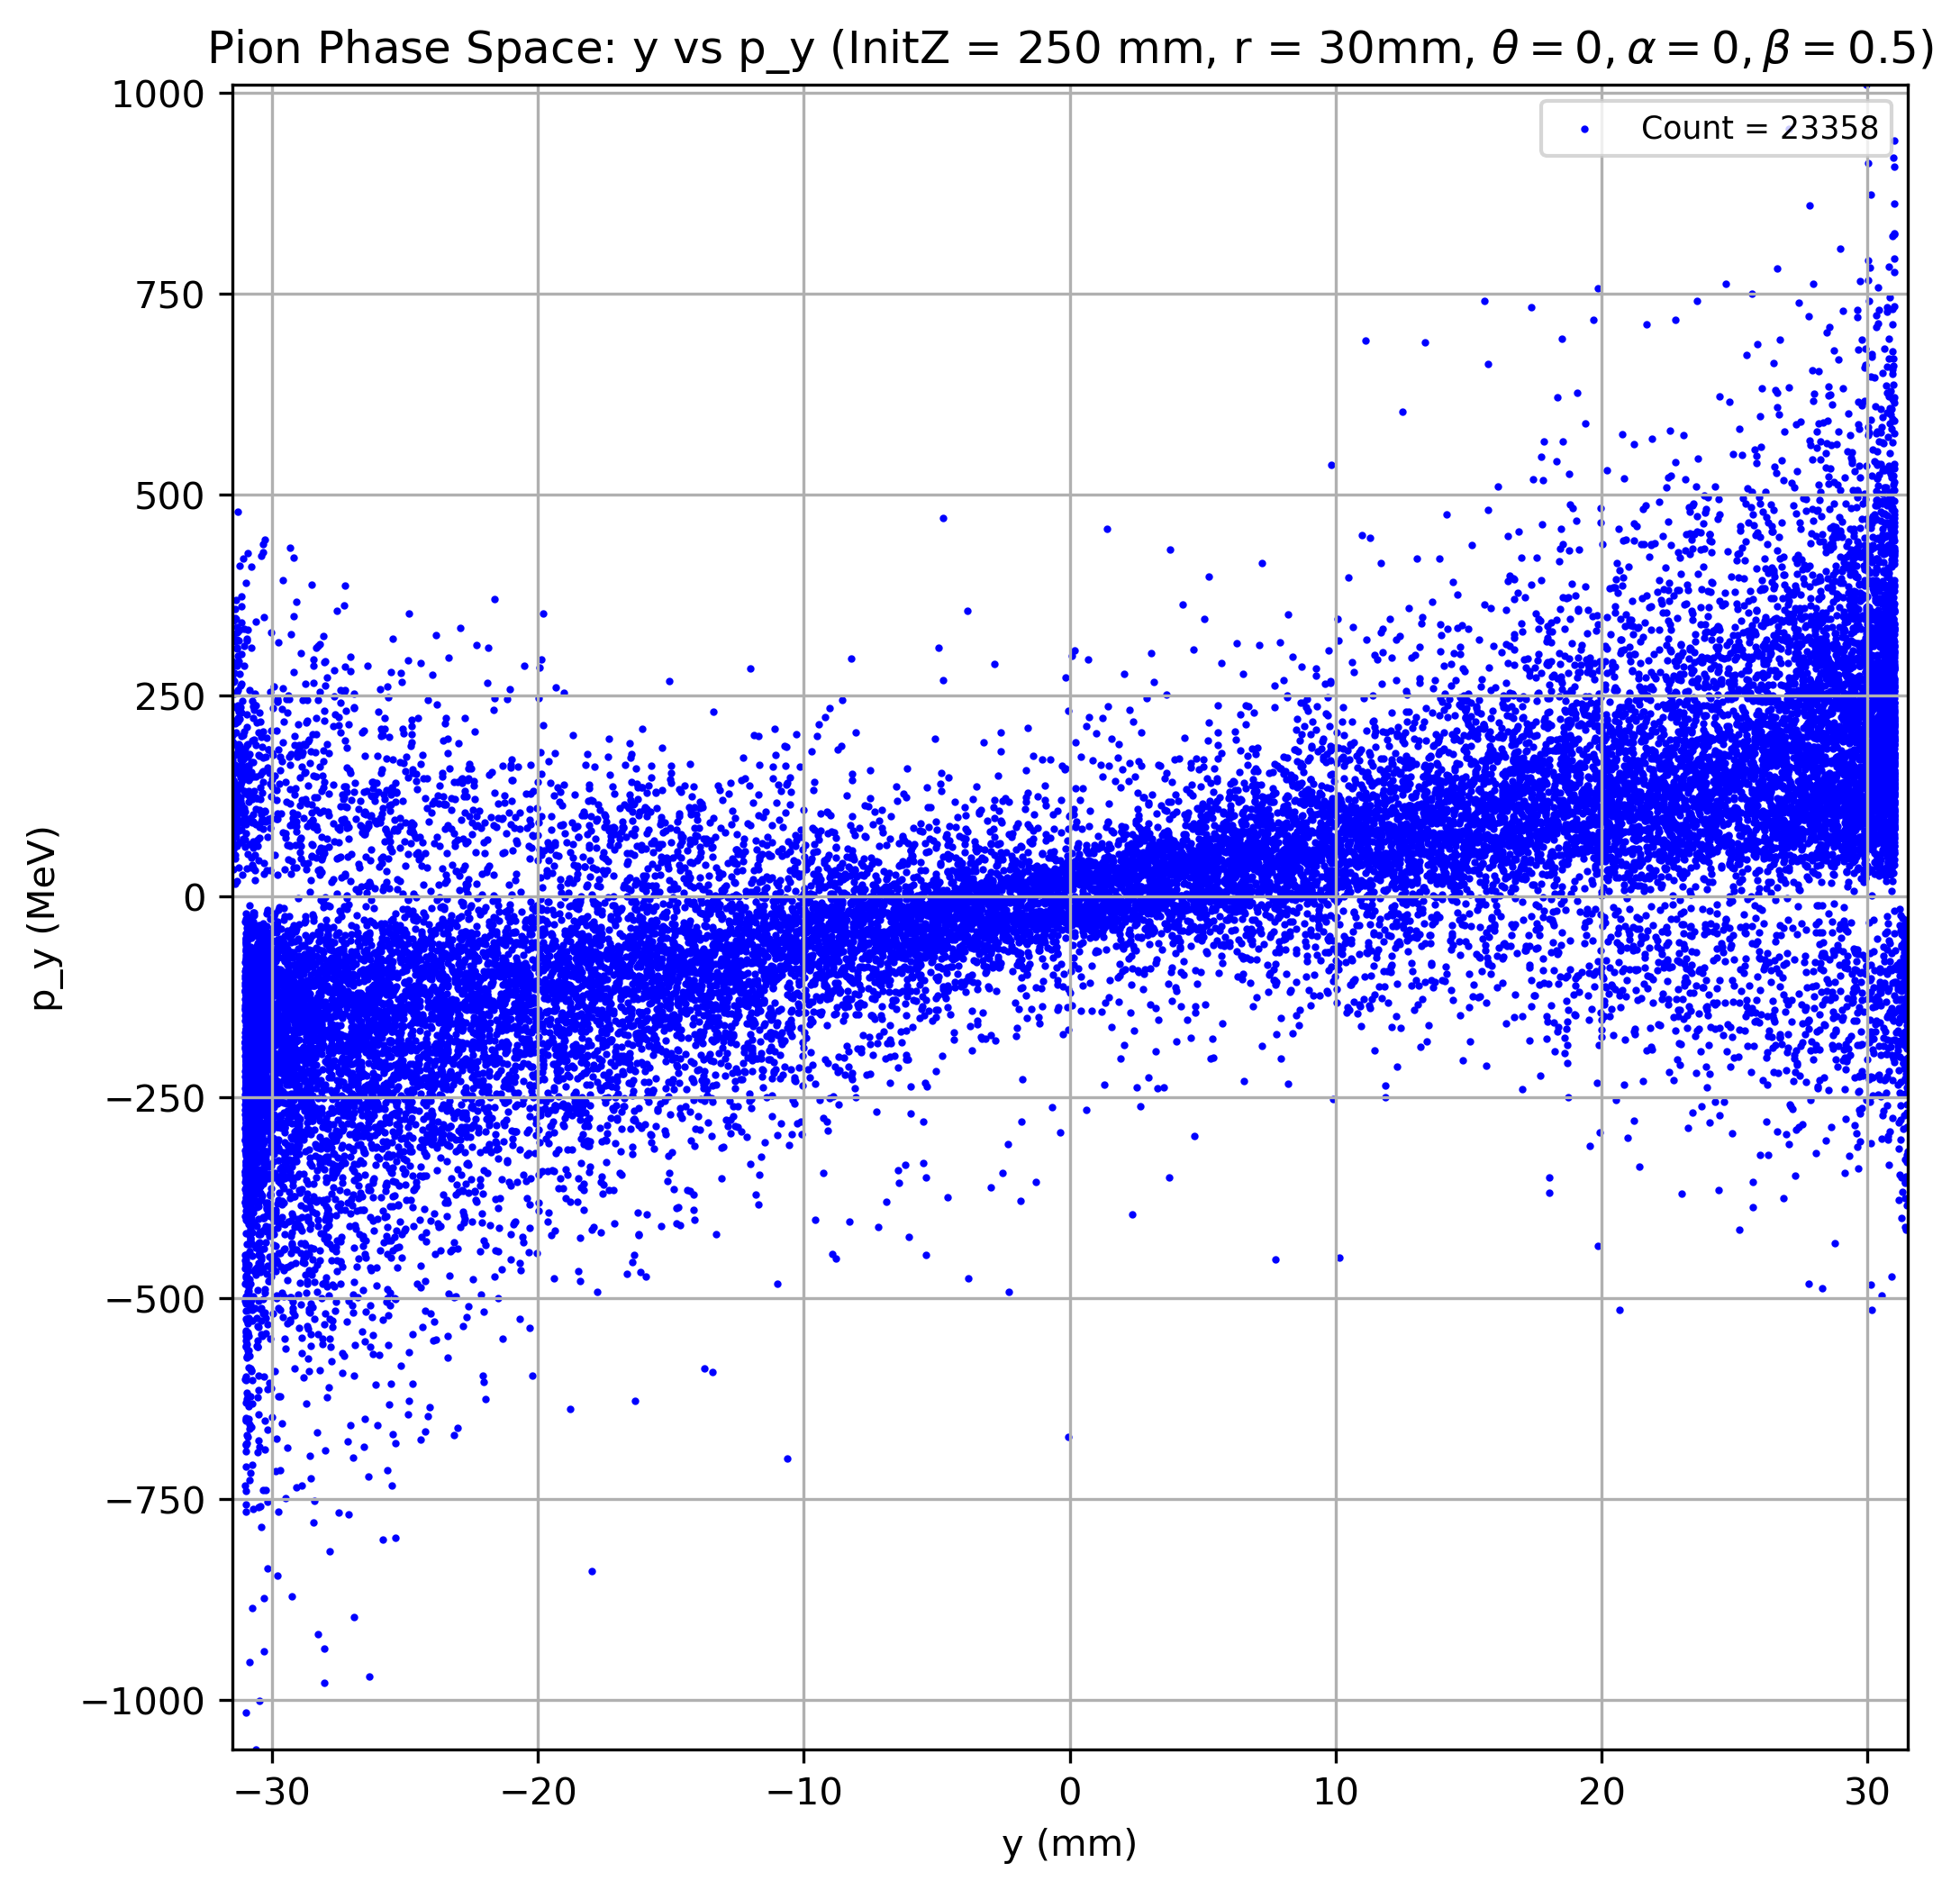 Pion Phase Space: y vs p_y (InitZ = 250 mm, r = 30mm, θ = 0, α = 0, β = 0.5)
Count = 23358
1000
750
500
250
0
−250
−500
−750
−1000
p_y (MeV)
−30 −20 −10 0 10 20 30
y (mm)